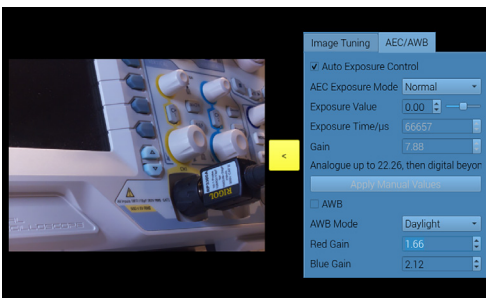 Image Tuning AEC/AWB
Auto Exposure Control
AEC Exposure Mode Normal
Exposure Value 0.00
Exposure Time/µs 66657
Gain 7.88
Analogue up to 22.26, then digital beyon
Apply Manual Values
AWB
AWB Mode Daylight
Red Gain 1.66
Blue Gain 2.12
<
RIGOL